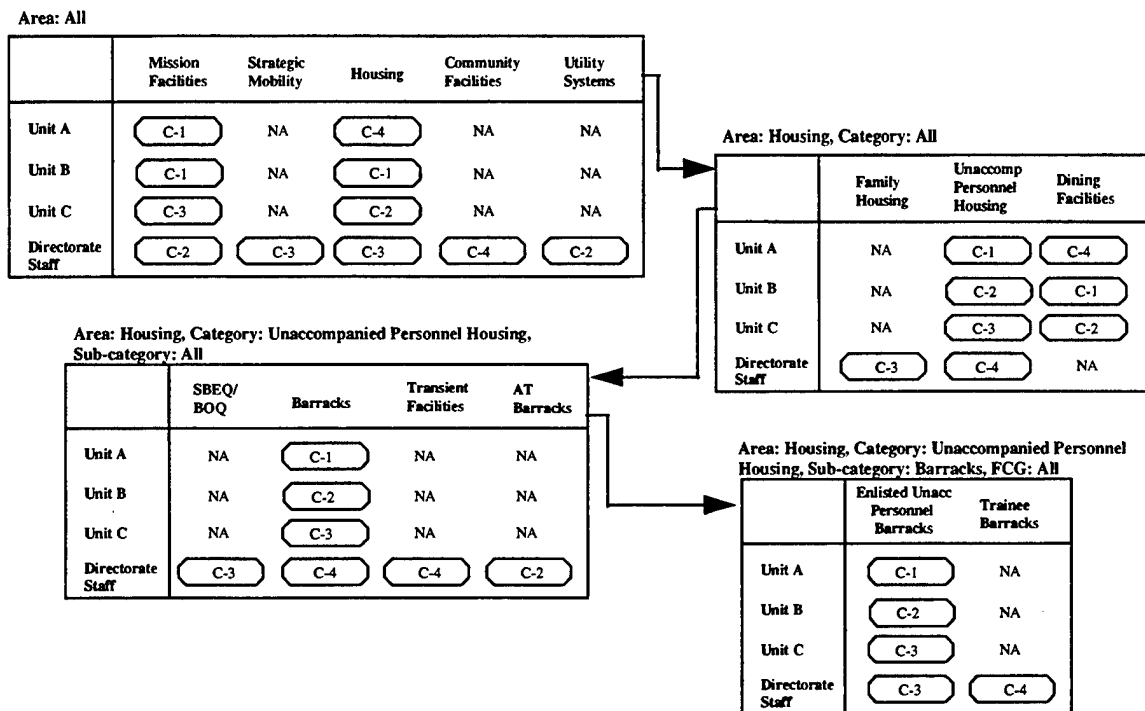 Area: All
Mission Facilities Strategic Mobility Housing Community Facilities Utility Systems
Unit A C-1 NA C-4 NA NA
Unit B C-1 NA C-1 NA NA
Unit C C-3 NA C-2 NA NA
Directorate Staff C-2 C-3 C-3 C-4 C-2
Area: Housing, Category: All
Family Housing Unaccomp Personnel Housing Dining Facilities
Unit A NA C-1 C-4
Unit B NA C-2 C-1
Unit C NA C-3 C-2
Directorate Staff C-3 C-4 NA
Area: Housing, Category: Unaccompanied Personnel Housing,
Sub-category: All
SBEQ/ BOQ Barracks Transient Facilities AT Barracks
Unit A NA C-1 NA NA
Unit B NA C-2 NA NA
Unit C NA C-3 NA NA
Directorate Staff C-3 C-4 C-4 C-2
Area: Housing, Category: Unaccompanied Personnel
Housing, Sub-category: Barracks, FCG: All
Enlisted Unacc Personnel Barracks Trainee Barracks
Unit A C-1 NA
Unit B C-2 NA
Unit C C-3 NA
Directorate Staff C-3 C-4